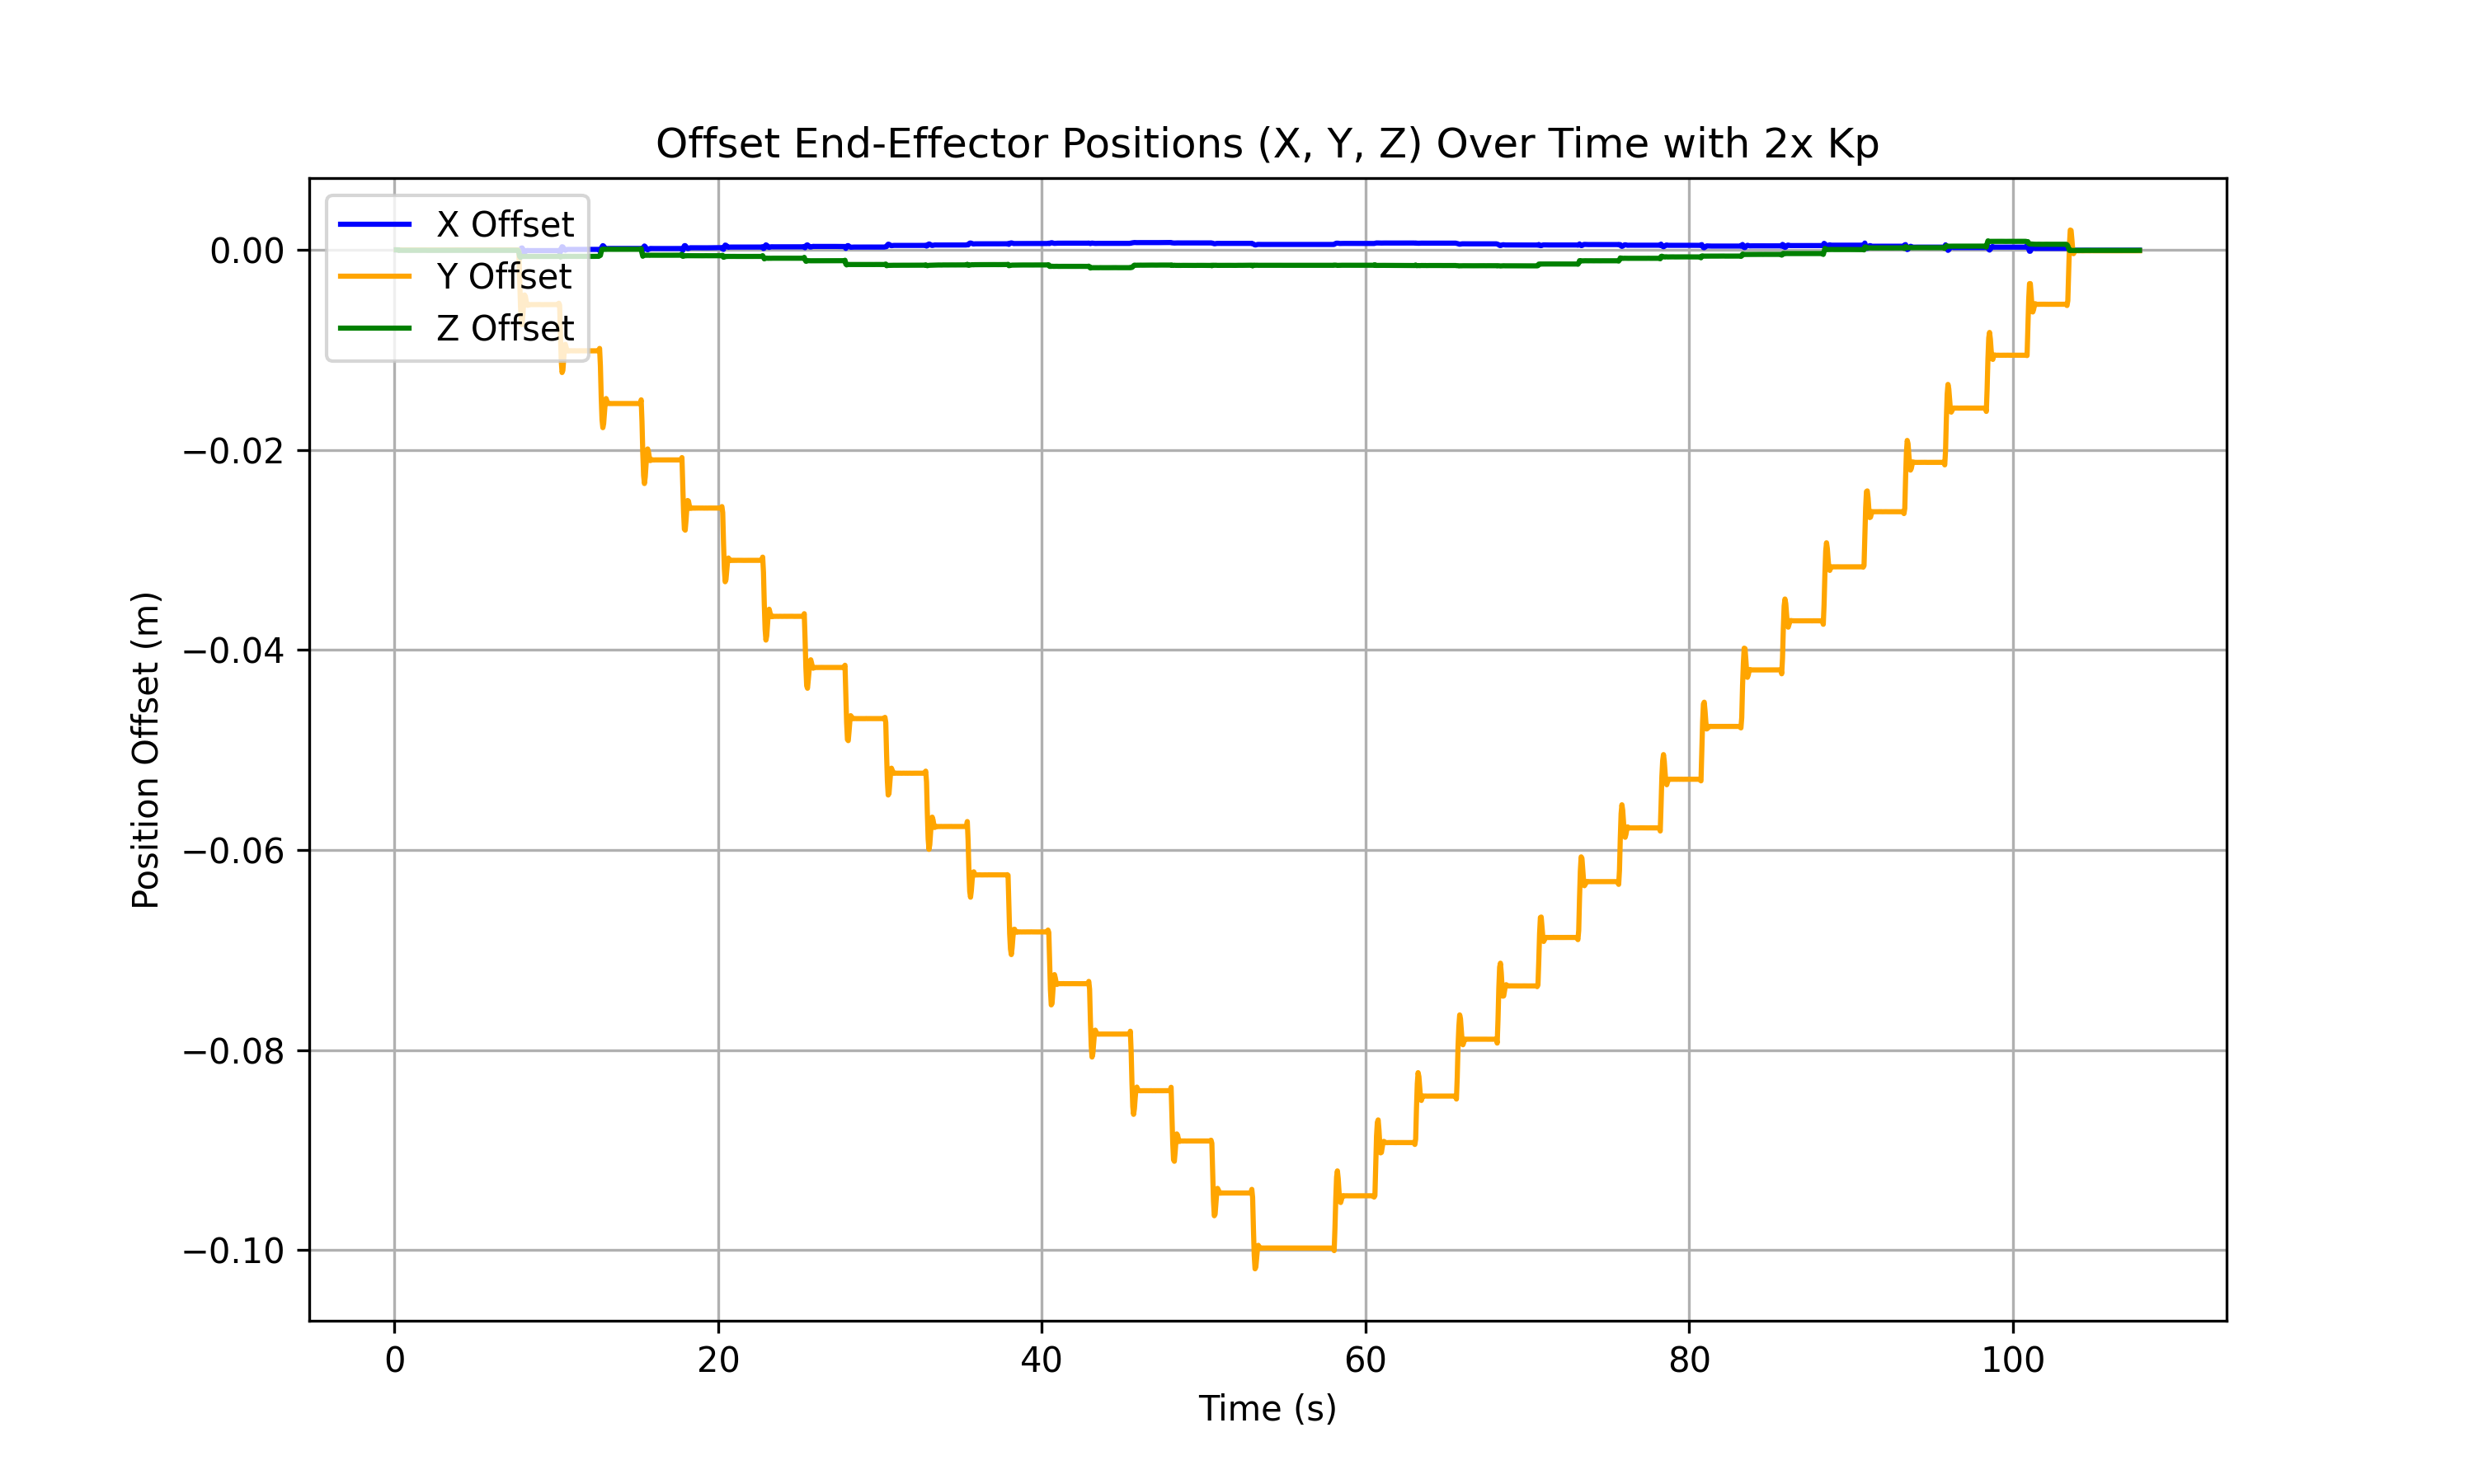 Offset End-Effector Positions (X, Y, Z) Over Time with 2x Kp
X Offset
Y Offset
Z Offset
0.00
−0.02
−0.04
−0.06
−0.08
−0.10
Position Offset (m)
0 20 40 60 80 100
Time (s)